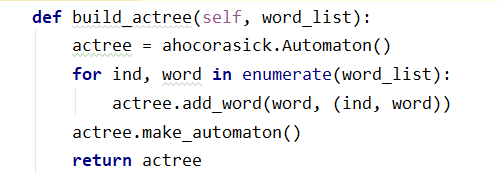 def build_actree(self, word_list):
    actree = ahocorasick.Automaton()
    for ind, word in enumerate(word_list):
        actree.add_word(word, (ind, word))
    actree.make_automaton()
    return actree